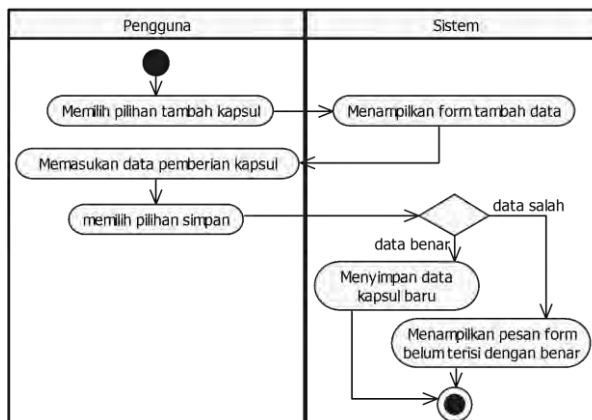 Pengguna
Sistem
Memilih pilihan tambah kapsul
Menampilkan form tambah data
Memasukan data pemberian kapsul
memilih pilihan simpan
data salah
data benar
Menyimpan data
kapsul baru
Menampilkan pesan form
belum terisi dengan benar